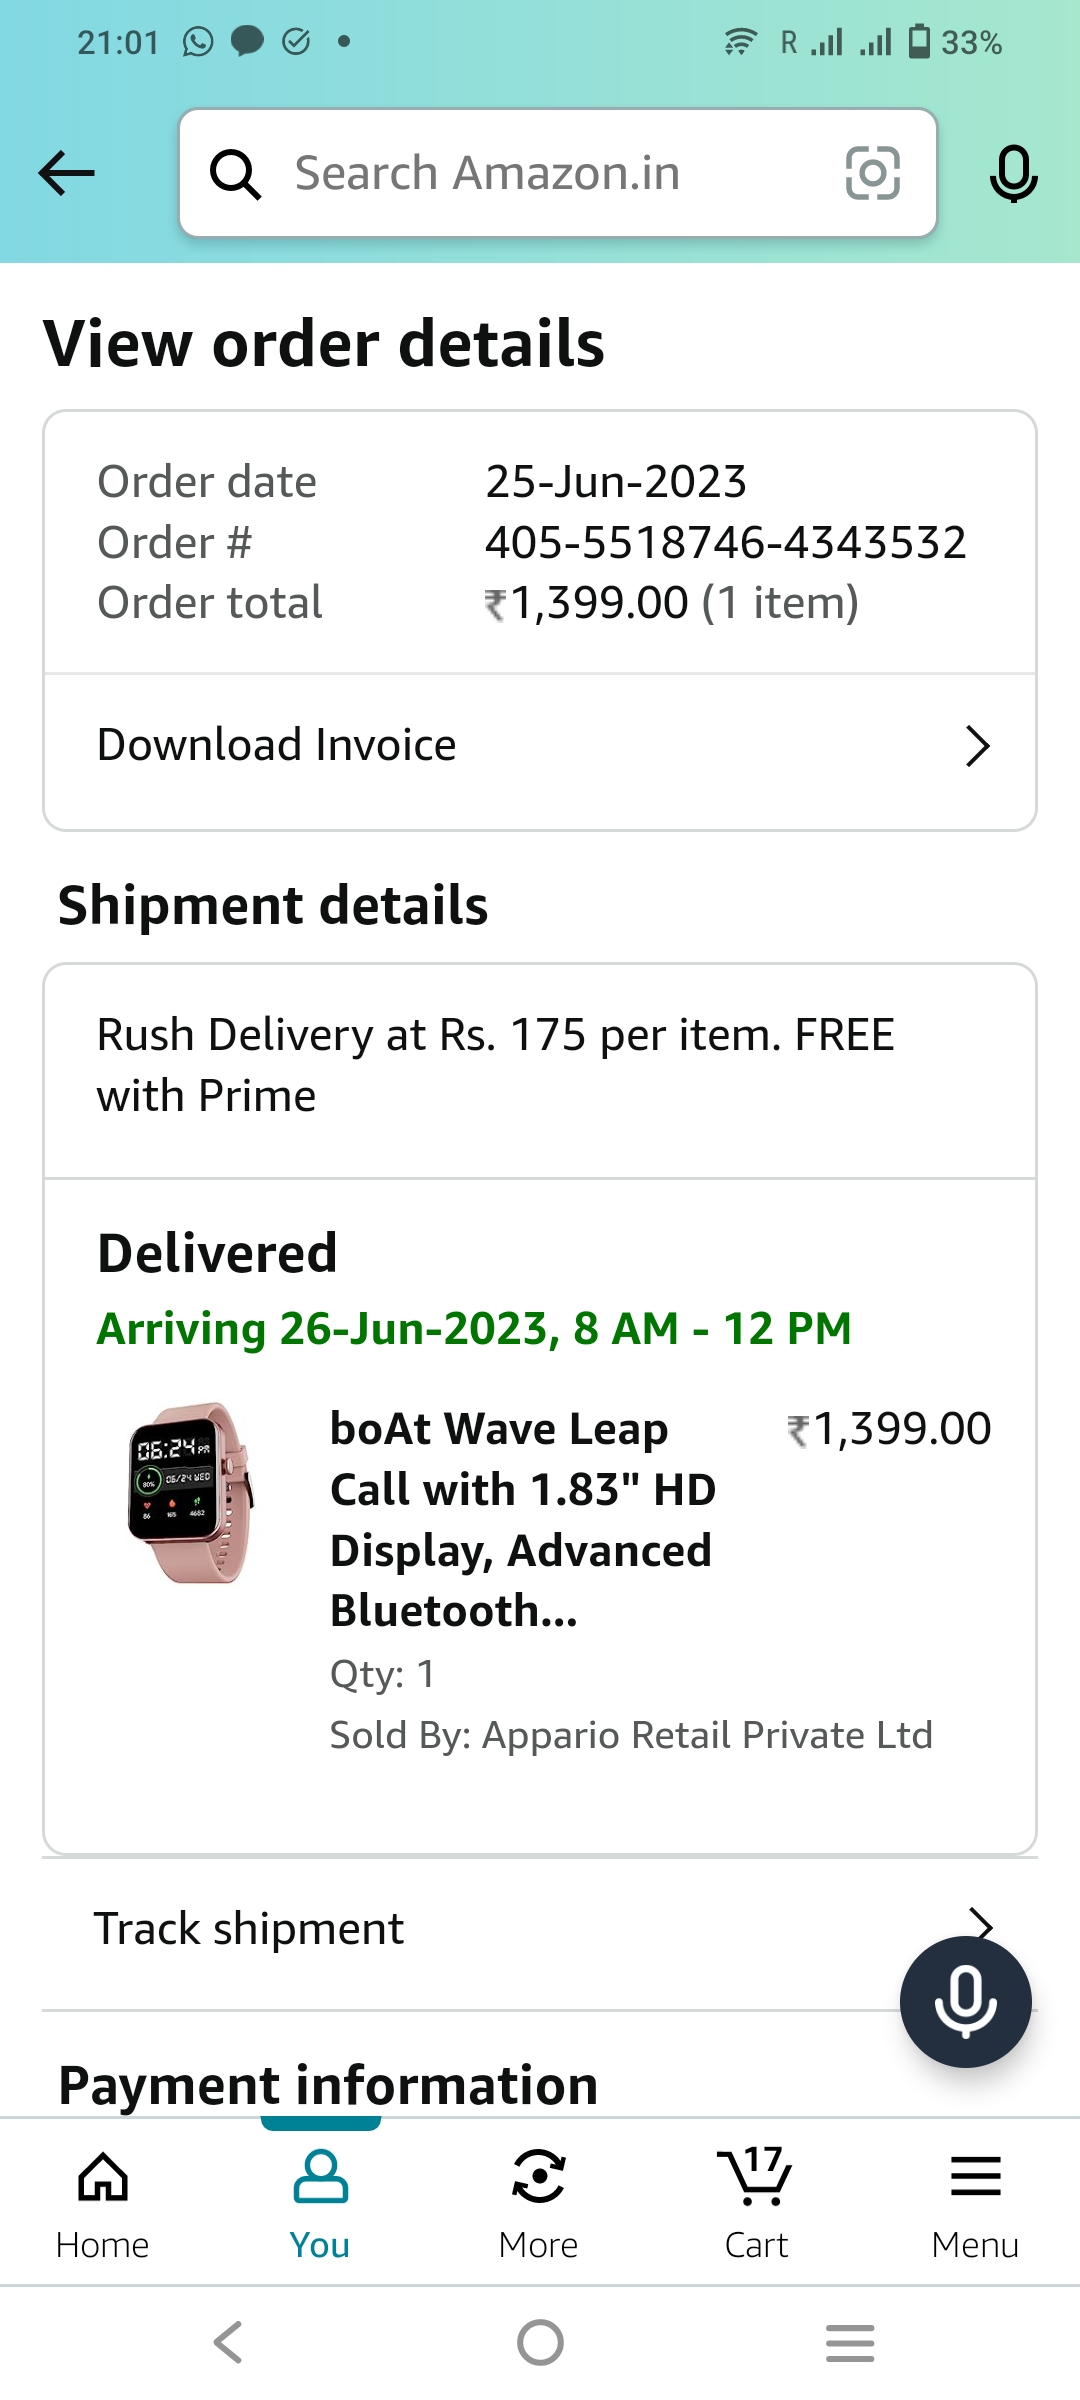 21:01 R 33%
Search Amazon.in
View order details
Order date 25-Jun-2023
Order # 405-5518746-4343532
Order total ₹1,399.00 (1 item)
Download Invoice
Shipment details
Rush Delivery at Rs. 175 per item. FREE
with Prime
Delivered
Arriving 26-Jun-2023, 8 AM - 12 PM
06:24 PM
80% 06/24 WED
86 165 4682
boAt Wave Leap ₹1,399.00
Call with 1.83" HD
Display, Advanced
Bluetooth...
Qty: 1
Sold By: Appario Retail Private Ltd
Track shipment
Payment information
17
Home You More Cart Menu